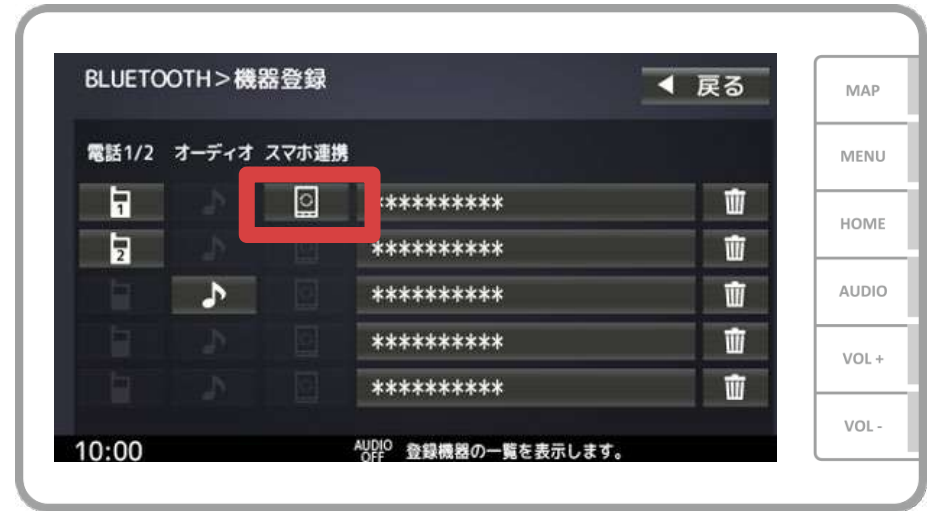 BLUETOOTH>機器登録
戻る
電話1/2 オーディオ スマホ連携
1
**********
2
**********
**********
**********
**********
10:00 AUDIO OFF 登録機器の一覧を表示します。
MAP
MENU
HOME
AUDIO
VOL +
VOL -